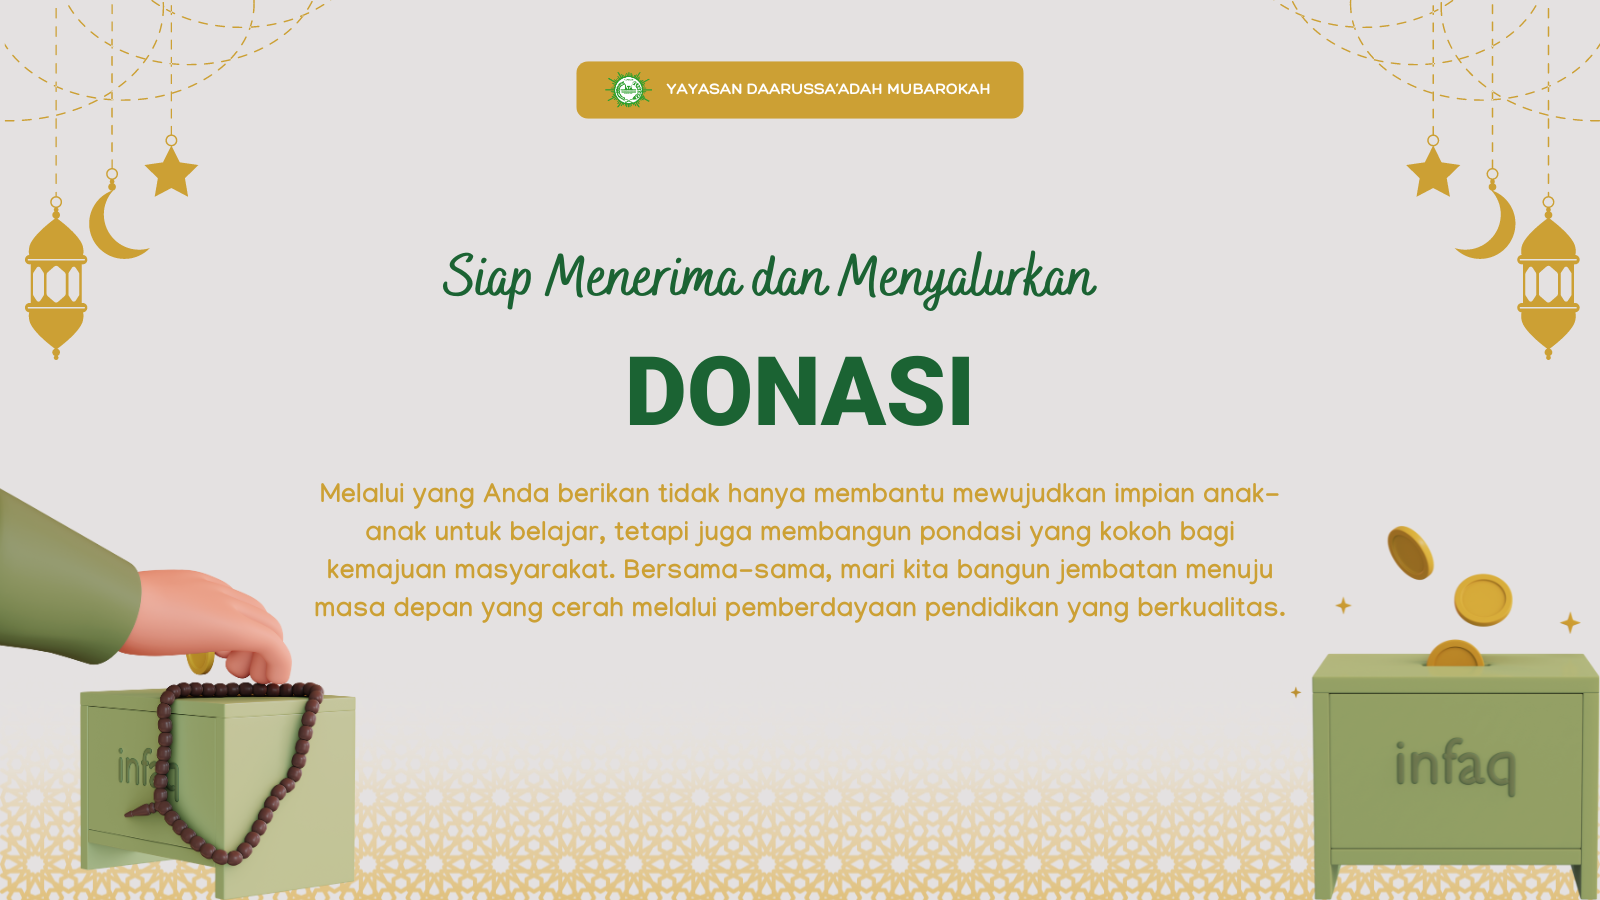 YAYASAN DAARUSSA'ADAH MUBAROKAH
Siap Menerima dan Menyalurkan
DONASI
Melalui yang Anda berikan tidak hanya membantu mewujudkan impian anak-
anak untuk belajar, tetapi juga membangun pondasi yang kokoh bagi
kemajuan masyarakat. Bersama-sama, mari kita bangun jembatan menuju
masa depan yang cerah melalui pemberdayaan pendidikan yang berkualitas.
infaq
infaq